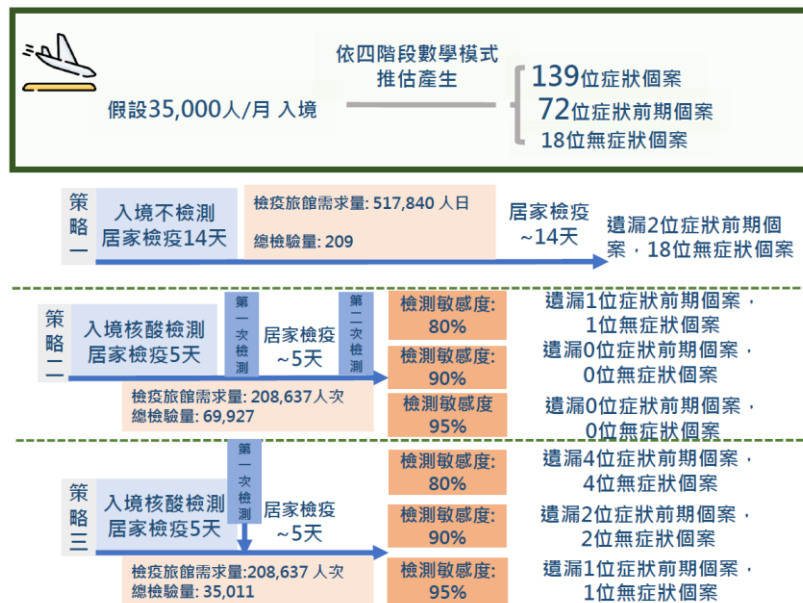 依四階段數學模式
推估產生
假設35,000人/月 入境
139位症狀個案
72位症狀前期個案
18位無症狀個案
策略一
入境不檢測
居家檢疫14天
檢疫旅館需求量: 517,840 人日
總檢驗量: 209
居家檢疫
~14天
遺漏2位症狀前期個
案，18位無症狀個案
策略二
入境核酸檢測
居家檢疫5天
第一次檢測
居家檢疫
~5天
第二次檢測
檢疫旅館需求量: 208,637人次
總檢驗量: 69,927
檢測敏感度:
80%
遺漏1位症狀前期個案，
1位無症狀個案
檢測敏感度:
90%
遺漏0位症狀前期個案，
0位無症狀個案
檢測敏感度
95%
遺漏0位症狀前期個案，
0位無症狀個案
策略三
入境核酸檢測
居家檢疫5天
第一次檢測
居家檢疫
~5天
檢疫旅館需求量:208,637 人次
總檢驗量: 35,011
檢測敏感度:
80%
遺漏4位症狀前期個案，
4位無症狀個案
檢測敏感度:
90%
遺漏2位症狀前期個案，
2位無症狀個案
檢測敏感度:
95%
遺漏1位症狀前期個案，
1位無症狀個案